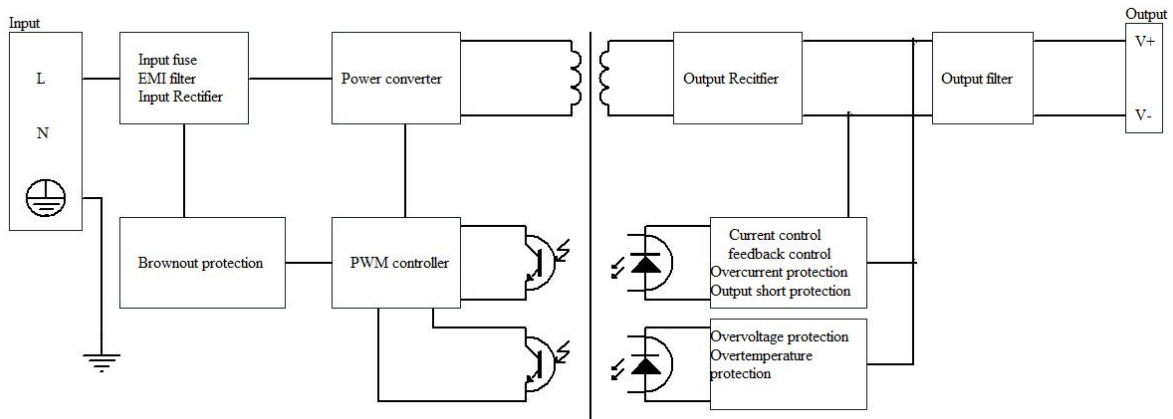 Input
Output
L
N
Input fuse
EMI filter
Input Rectifier
Power converter
Output Recitfier
Output filter
V+
V-
Brownout protection
PWM controller
Current control
feedback control
Overcurrent protection
Output short protection
Overvoltage protection
Overtemperature
protection